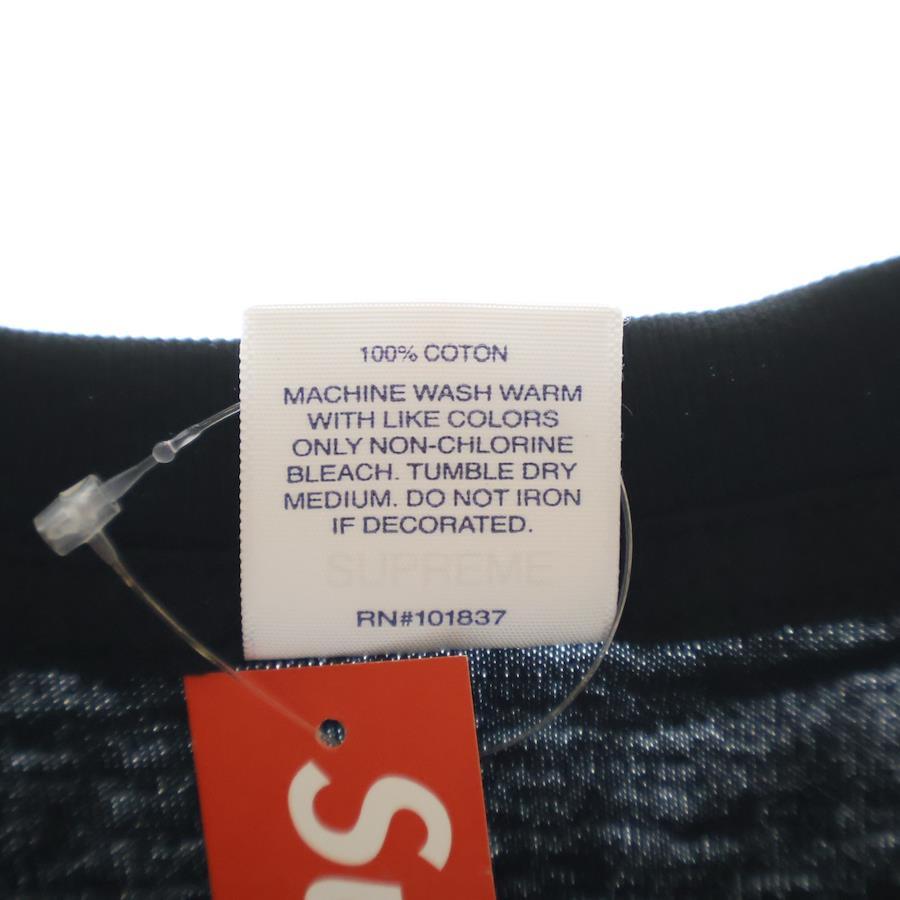 100% COTON
MACHINE WASH WARM
WITH LIKE COLORS
ONLY NON-CHLORINE
BLEACH. TUMBLE DRY
MEDIUM. DO NOT IRON
IF DECORATED.
SUPREME
RN#101837
Su